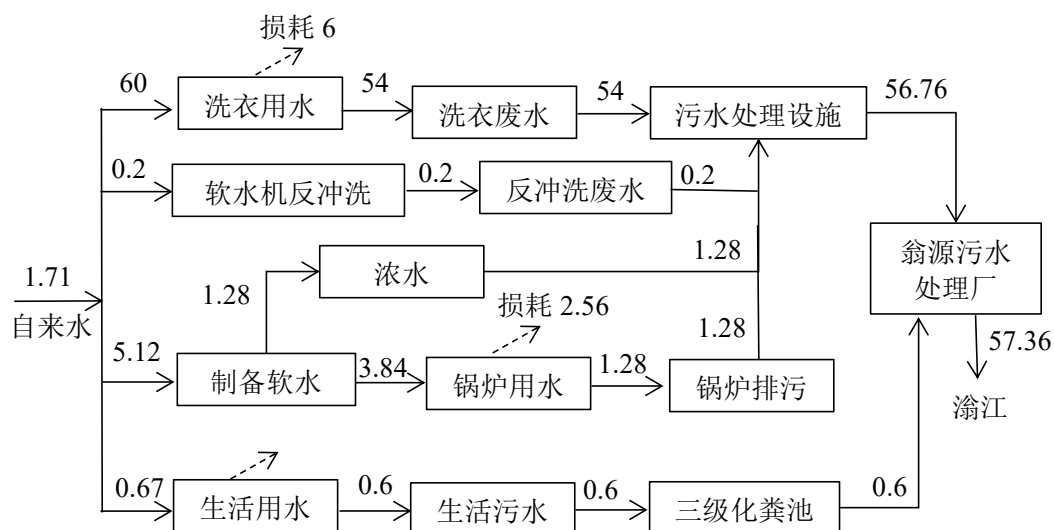 损耗 6
60
洗衣用水
54
洗衣废水
54
污水处理设施
56.76
0.2
软水机反冲洗
0.2
反冲洗废水
0.2
翁源污水
处理厂
浓水
1.28
1.71
自来水
1.28
损耗 2.56
1.28
57.36
5.12
制备软水
3.84
锅炉用水
1.28
锅炉排污
滃江
0.67
生活用水
0.6
生活污水
0.6
三级化粪池
0.6